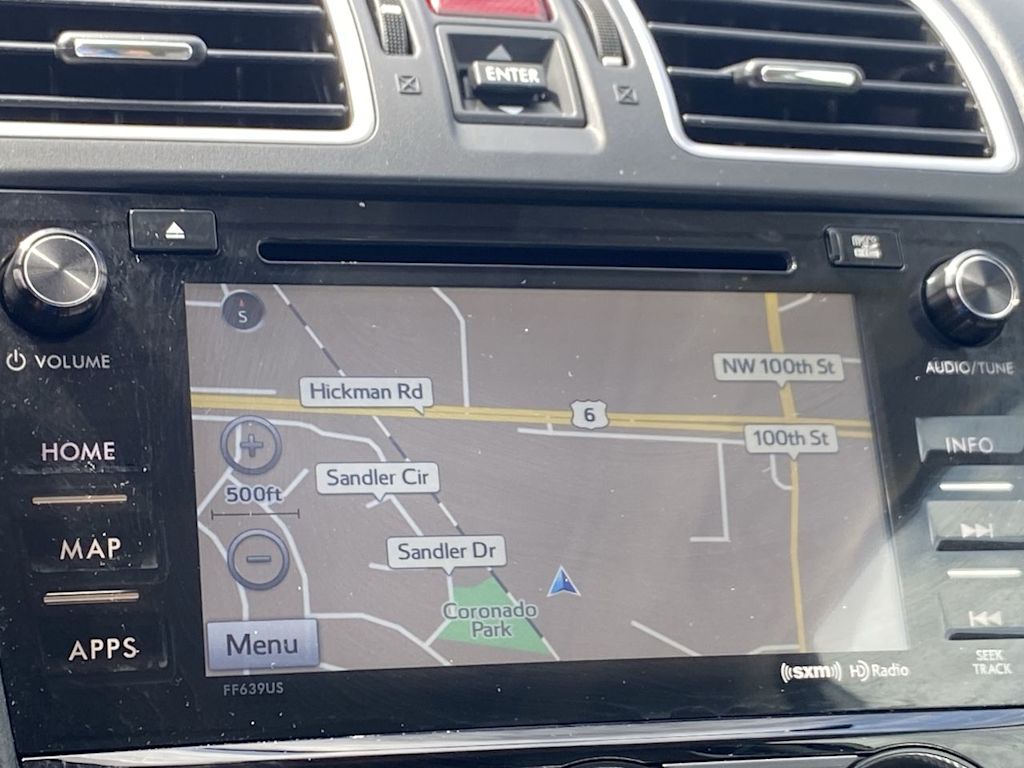 ENTER
VOLUME
HOME
MAP
APPS
S
Hickman Rd
NW 100th St
6
100th St
Sandler Cir
500ft
Sandler Dr
Coronado
Park
Menu
FF639US
((sxm)) HD Radio
AUDIO/TUNE
INFO
SEEK
TRACK